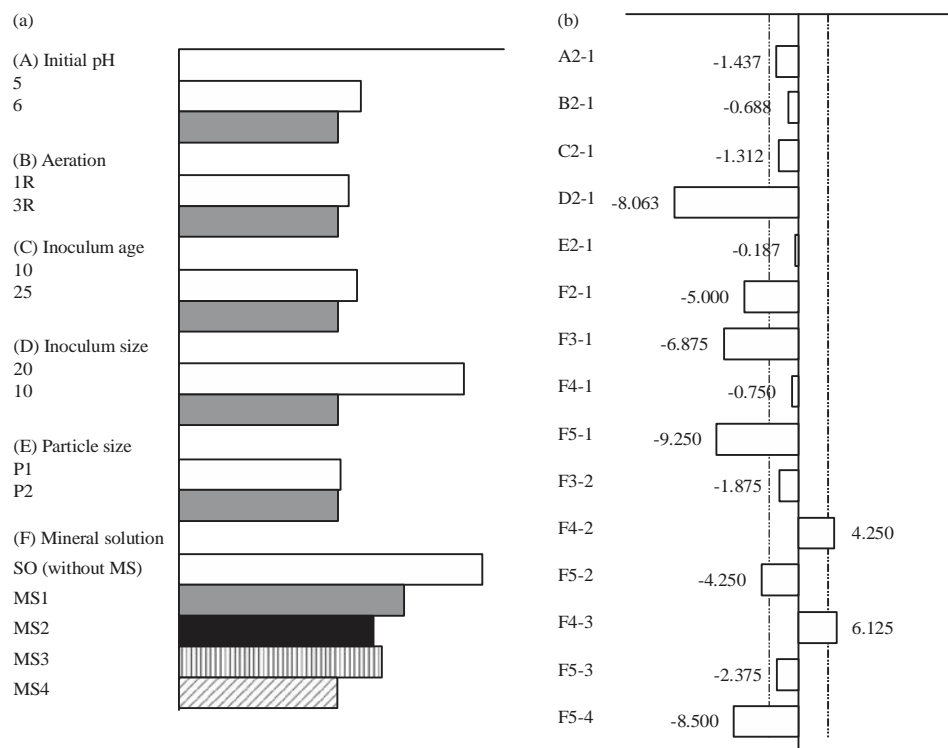 (a)
(A) Initial pH
5
6
(B) Aeration
1R
3R
(C) Inoculum age
10
25
(D) Inoculum size
20
10
(E) Particle size
P1
P2
(F) Mineral solution
SO (without MS)
MS1
MS2
MS3
MS4
(b)
A2-1 -1.437
B2-1 -0.688
C2-1 -1.312
D2-1 -8.063
E2-1 -0.187
F2-1 -5.000
F3-1 -6.875
F4-1 -0.750
F5-1 -9.250
F3-2 -1.875
F4-2 4.250
F5-2 -4.250
F4-3 6.125
F5-3 -2.375
F5-4 -8.500